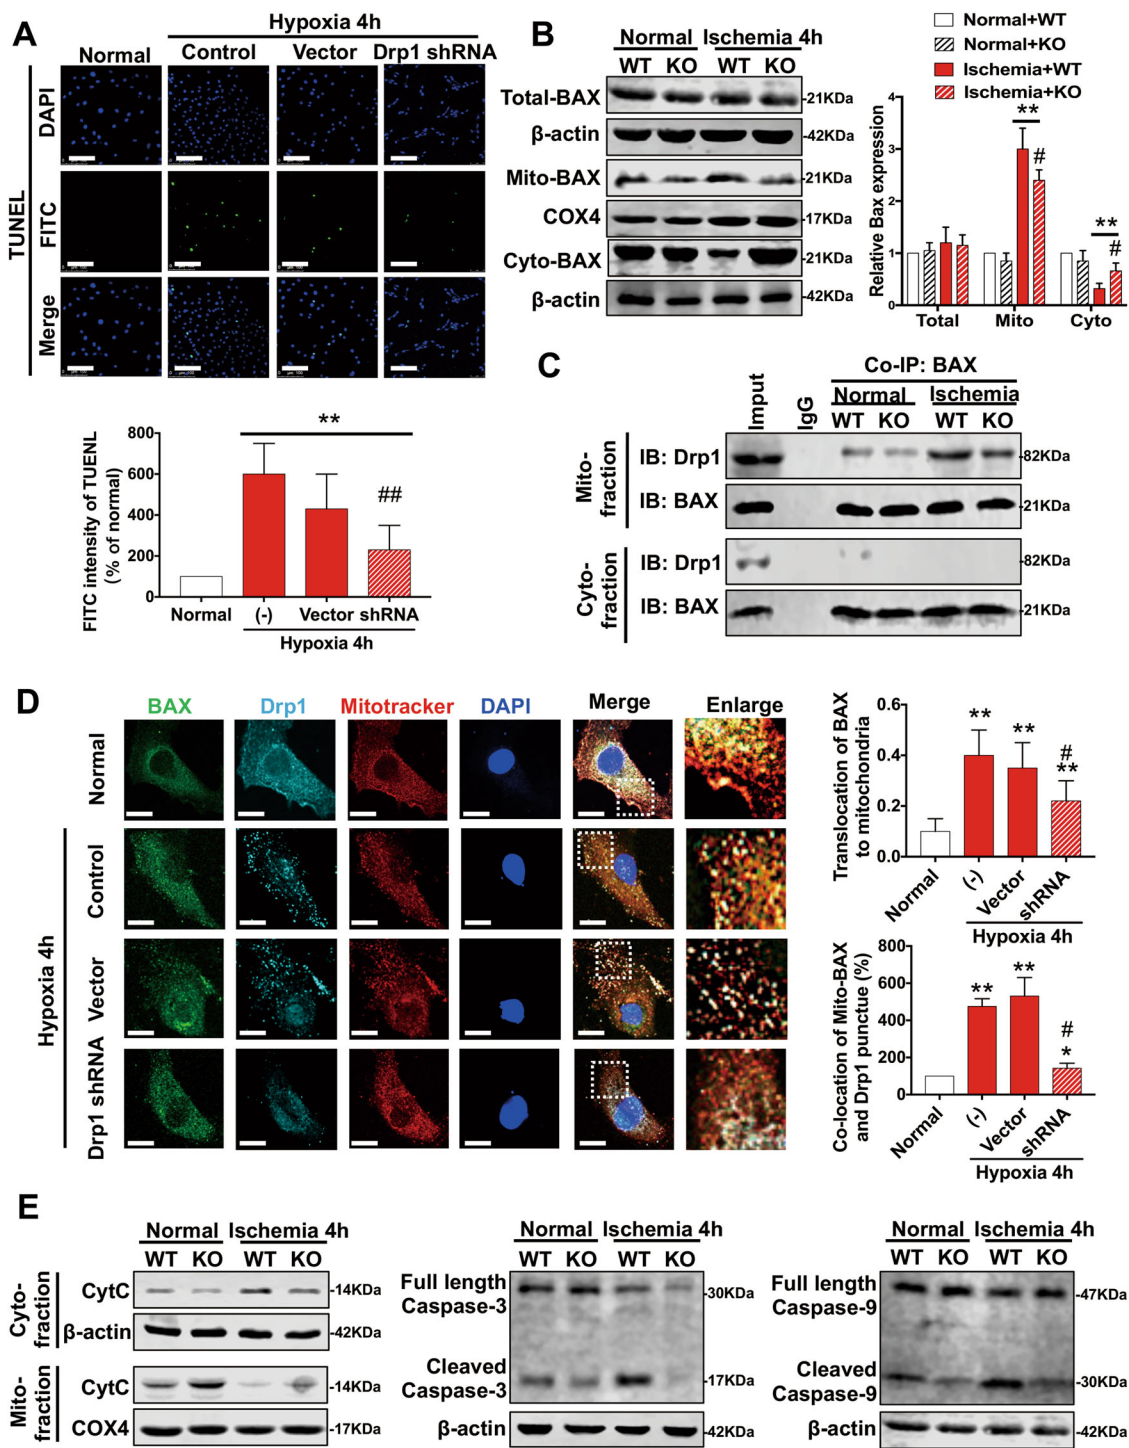 A
Hypoxia 4h
Normal Control Vector Drp1 shRNA
TUNEL
DAPI
FITC
Merge
FITC intensity of TUENL
(% of normal)
800
600
400
200
0
**
##
Normal (-) Vector shRNA
Hypoxia 4h
B
Normal Ischemia 4h
WT KO WT KO
Total-BAX -21KDa
β-actin -42KDa
Mito-BAX -21KDa
COX4 -17KDa
Cyto-BAX -21KDa
β-actin -42KDa
Normal+WT
Normal+KO
Ischemia+WT
Ischemia+KO
Relative Bax expression
4
3
2
1
0
**
#
**
#
Total Mito Cyto
C
Co-IP: BAX
Imput IgG Normal Ischemia
WT KO WT KO
Mito-
fraction
IB: Drp1 -82KDa
IB: BAX -21KDa
Cyto-
fraction
IB: Drp1 -82KDa
IB: BAX -21KDa
D
BAX Drp1 Mitotracker DAPI Merge Enlarge
Normal
Hypoxia 4h
Control
Vector
Drp1 shRNA
Translocation of BAX
to mitochondria
0.6
0.4
0.2
0.0
**
**
#
**
Normal (-) Vector shRNA
Hypoxia 4h
Co-location of Mito-BAX
and Drp1 punctue (%)
800
600
400
200
0
**
**
#
*
Normal (-) Vector shRNA
Hypoxia 4h
E
Normal Ischemia 4h
WT KO WT KO
Cyto-
fraction
CytC -14KDa
β-actin -42KDa
Mito-
fraction
CytC -14KDa
COX4 -17KDa
Normal Ischemia 4h
WT KO WT KO
Full length
Caspase-3
-30KDa
Cleaved
Caspase-3
-17KDa
β-actin -42KDa
Normal Ischemia 4h
WT KO WT KO
Full length
Caspase-9
-47KDa
Cleaved
Caspase-9
-30KDa
β-actin -42KDa